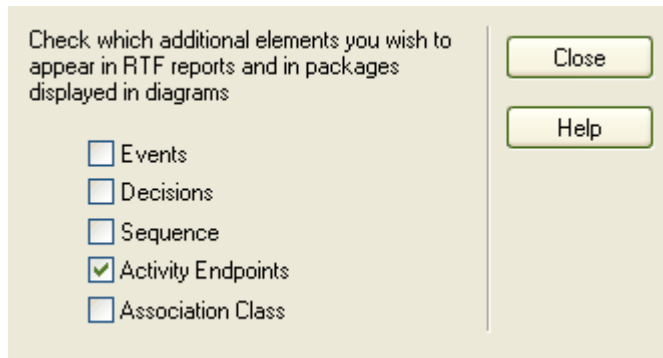 Check which additional elements you wish to
appear in RTF reports and in packages
displayed in diagrams
Close
Help
Events
Decisions
Sequence
Activity Endpoints
Association Class